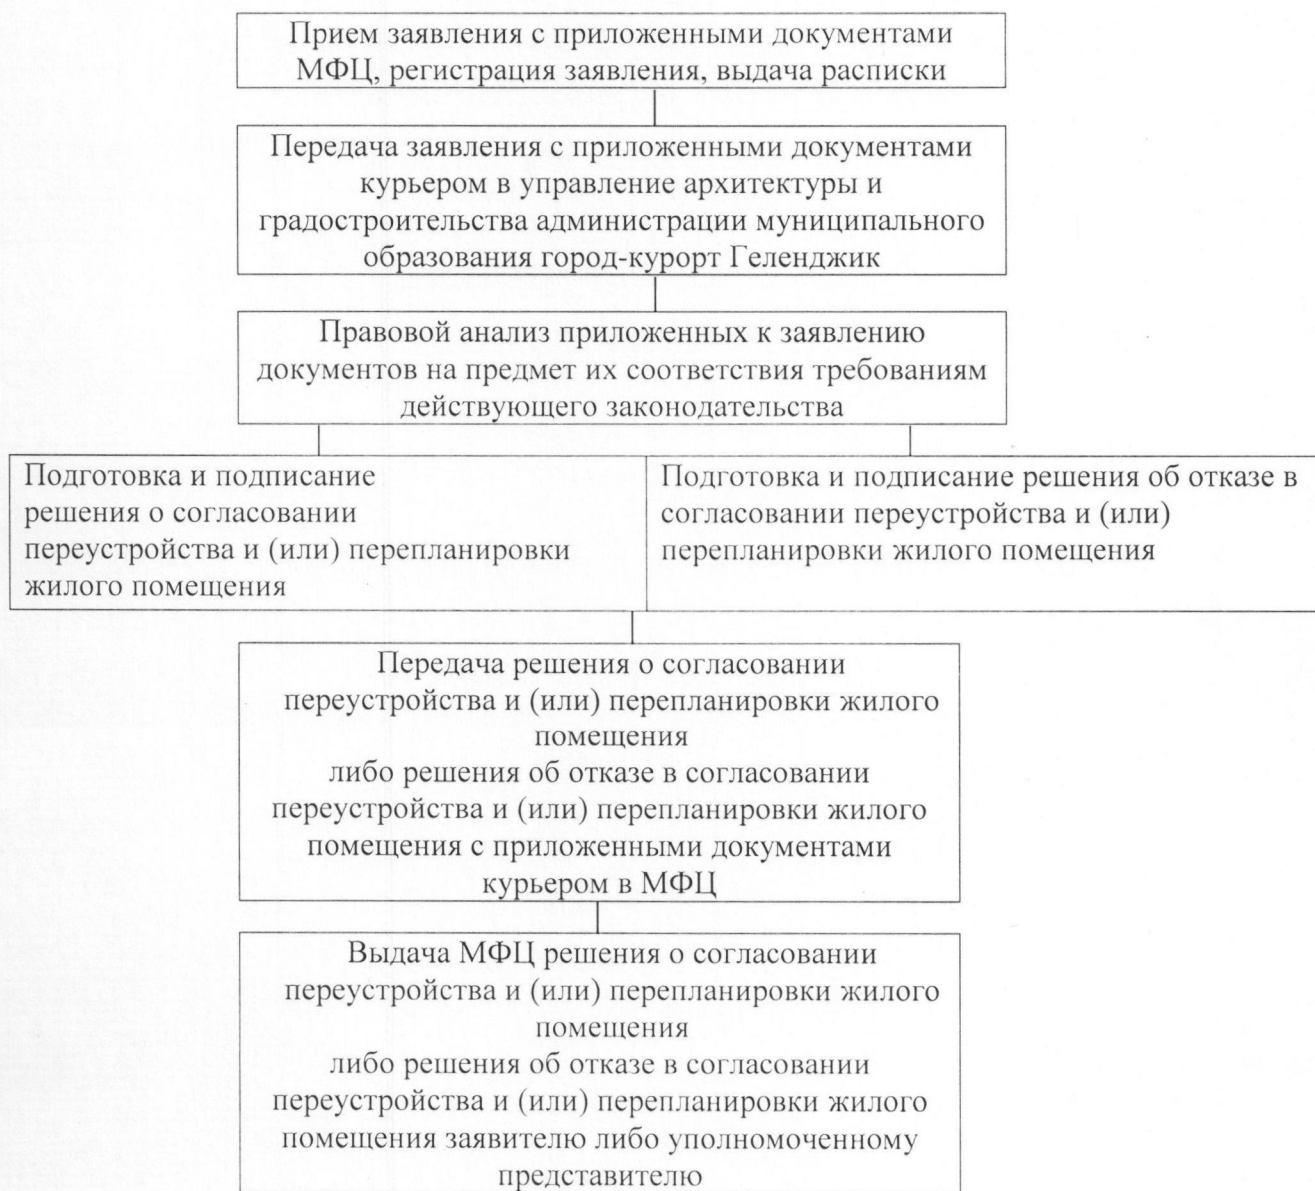 Прием заявления с приложенными документами
МФЦ, регистрация заявления, выдача расписки
Передача заявления с приложенными документами
курьером в управление архитектуры и
градостроительства администрации муниципального
образования город-курорт Геленджик
Правовой анализ приложенных к заявлению
документов на предмет их соответствия требованиям
действующего законодательства
Подготовка и подписание
решения о согласовании
переустройства и (или) перепланировки
жилого помещения
Подготовка и подписание решения об отказе в
согласовании переустройства и (или)
перепланировки жилого помещения
Передача решения о согласовании
переустройства и (или) перепланировки жилого
помещения
либо решения об отказе в согласовании
переустройства и (или) перепланировки жилого
помещения с приложенными документами
курьером в МФЦ
Выдача МФЦ решения о согласовании
переустройства и (или) перепланировки жилого
помещения
либо решения об отказе в согласовании
переустройства и (или) перепланировки жилого
помещения заявителю либо уполномоченному
представителю